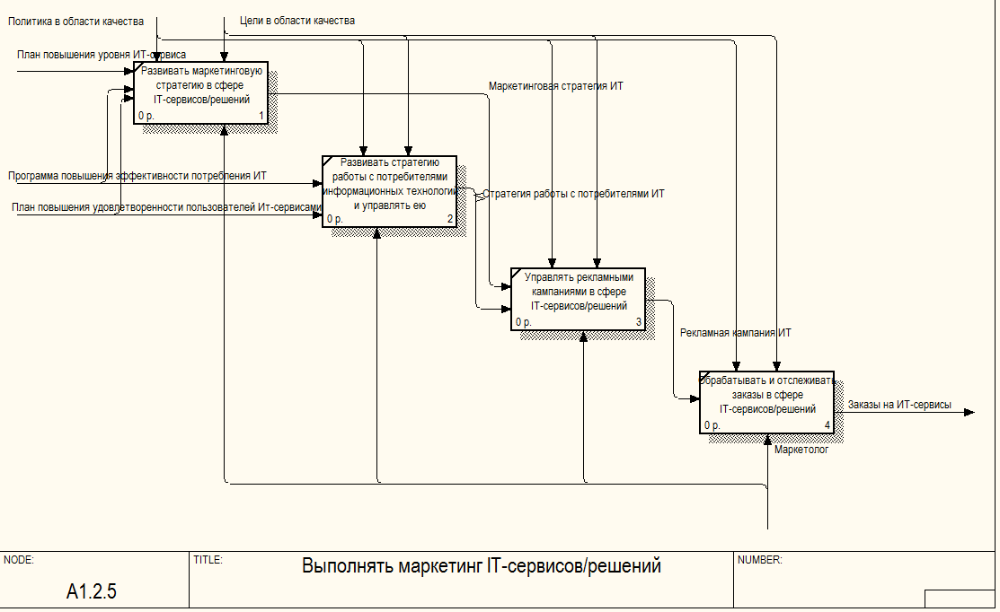 Политика в области качества
Цели в области качества
План повышения уровня ИТ-сервиса
Развивать маркетинговую
стратегию в сфере
IT-сервисов/решений
0 р. 1
Маркетинговая стратегия ИТ
Программа повышения эффективности потребления ИТ
Развивать стратегию
работы с потребителями
информационных технологий
и управлять ею
0 р. 2
Стратегия работы с потребителями ИТ
План повышения удовлетворенности пользователей Ит-сервисами
Управлять рекламными
кампаниями в сфере
IT-сервисов/решений
0 р. 3
Рекламная кампания ИТ
Обрабатывать и отслеживать
заказы в сфере
IT-сервисов/решений
0 р. 4
Заказы на ИТ-сервисы
Маркетолог
NODE:
A1.2.5
TITLE:
Выполнять маркетинг IT-сервисов/решений
NUMBER: